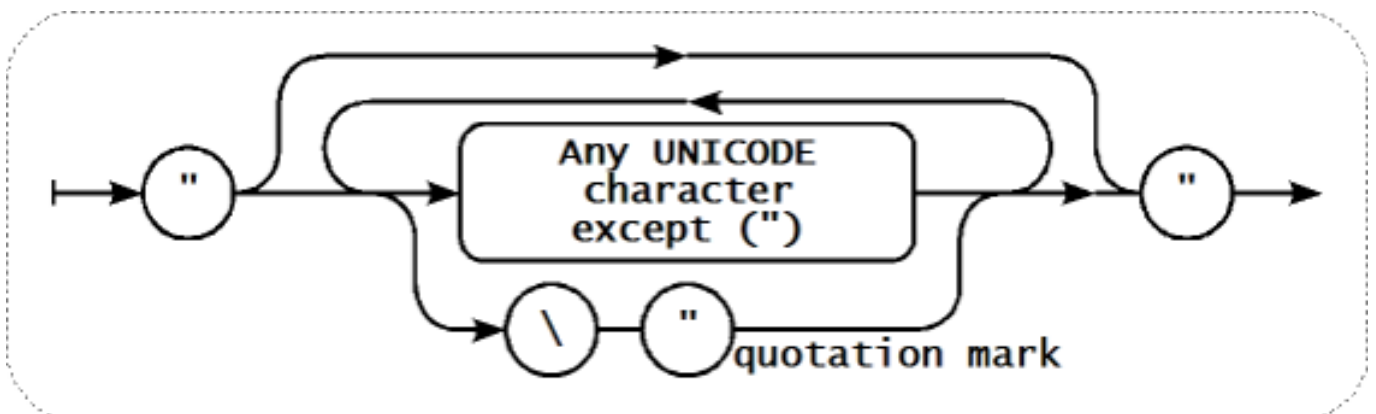 "
Any UNICODE
character
except (")
"
\
"
quotation mark